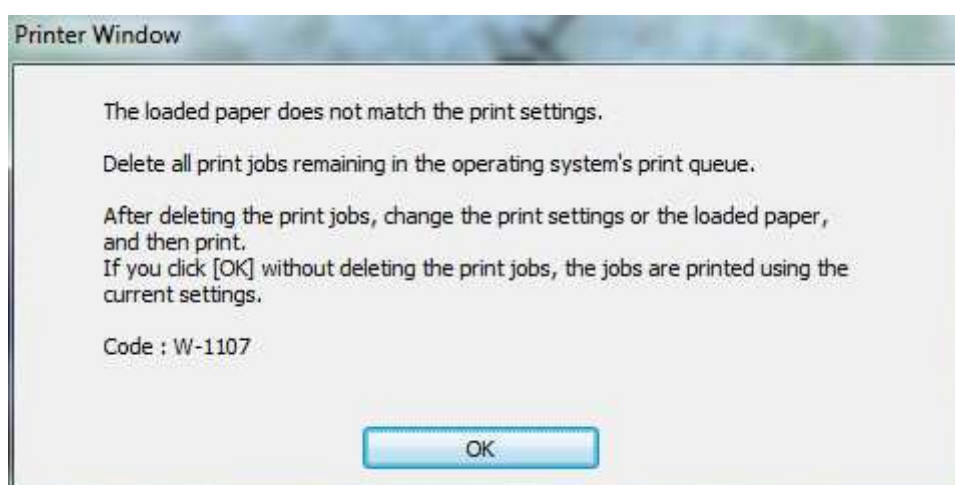 Printer Window
The loaded paper does not match the print settings.
Delete all print jobs remaining in the operating system's print queue.
After deleting the print jobs, change the print settings or the loaded paper,
and then print.
If you click [OK] without deleting the print jobs, the jobs are printed using the
current settings.
Code : W-1107
OK